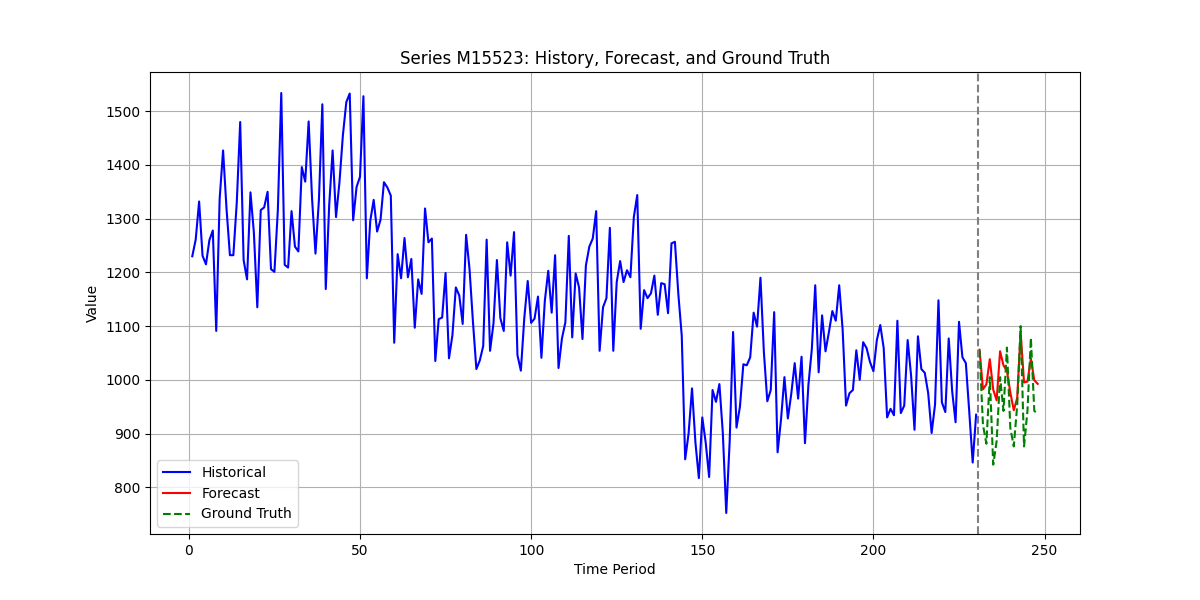 Series M15523: History, Forecast, and Ground Truth
Value
1500
1400
1300
1200
1100
1000
900
800
Historical
Forecast
Ground Truth
0 50 100 150 200 250
Time Period